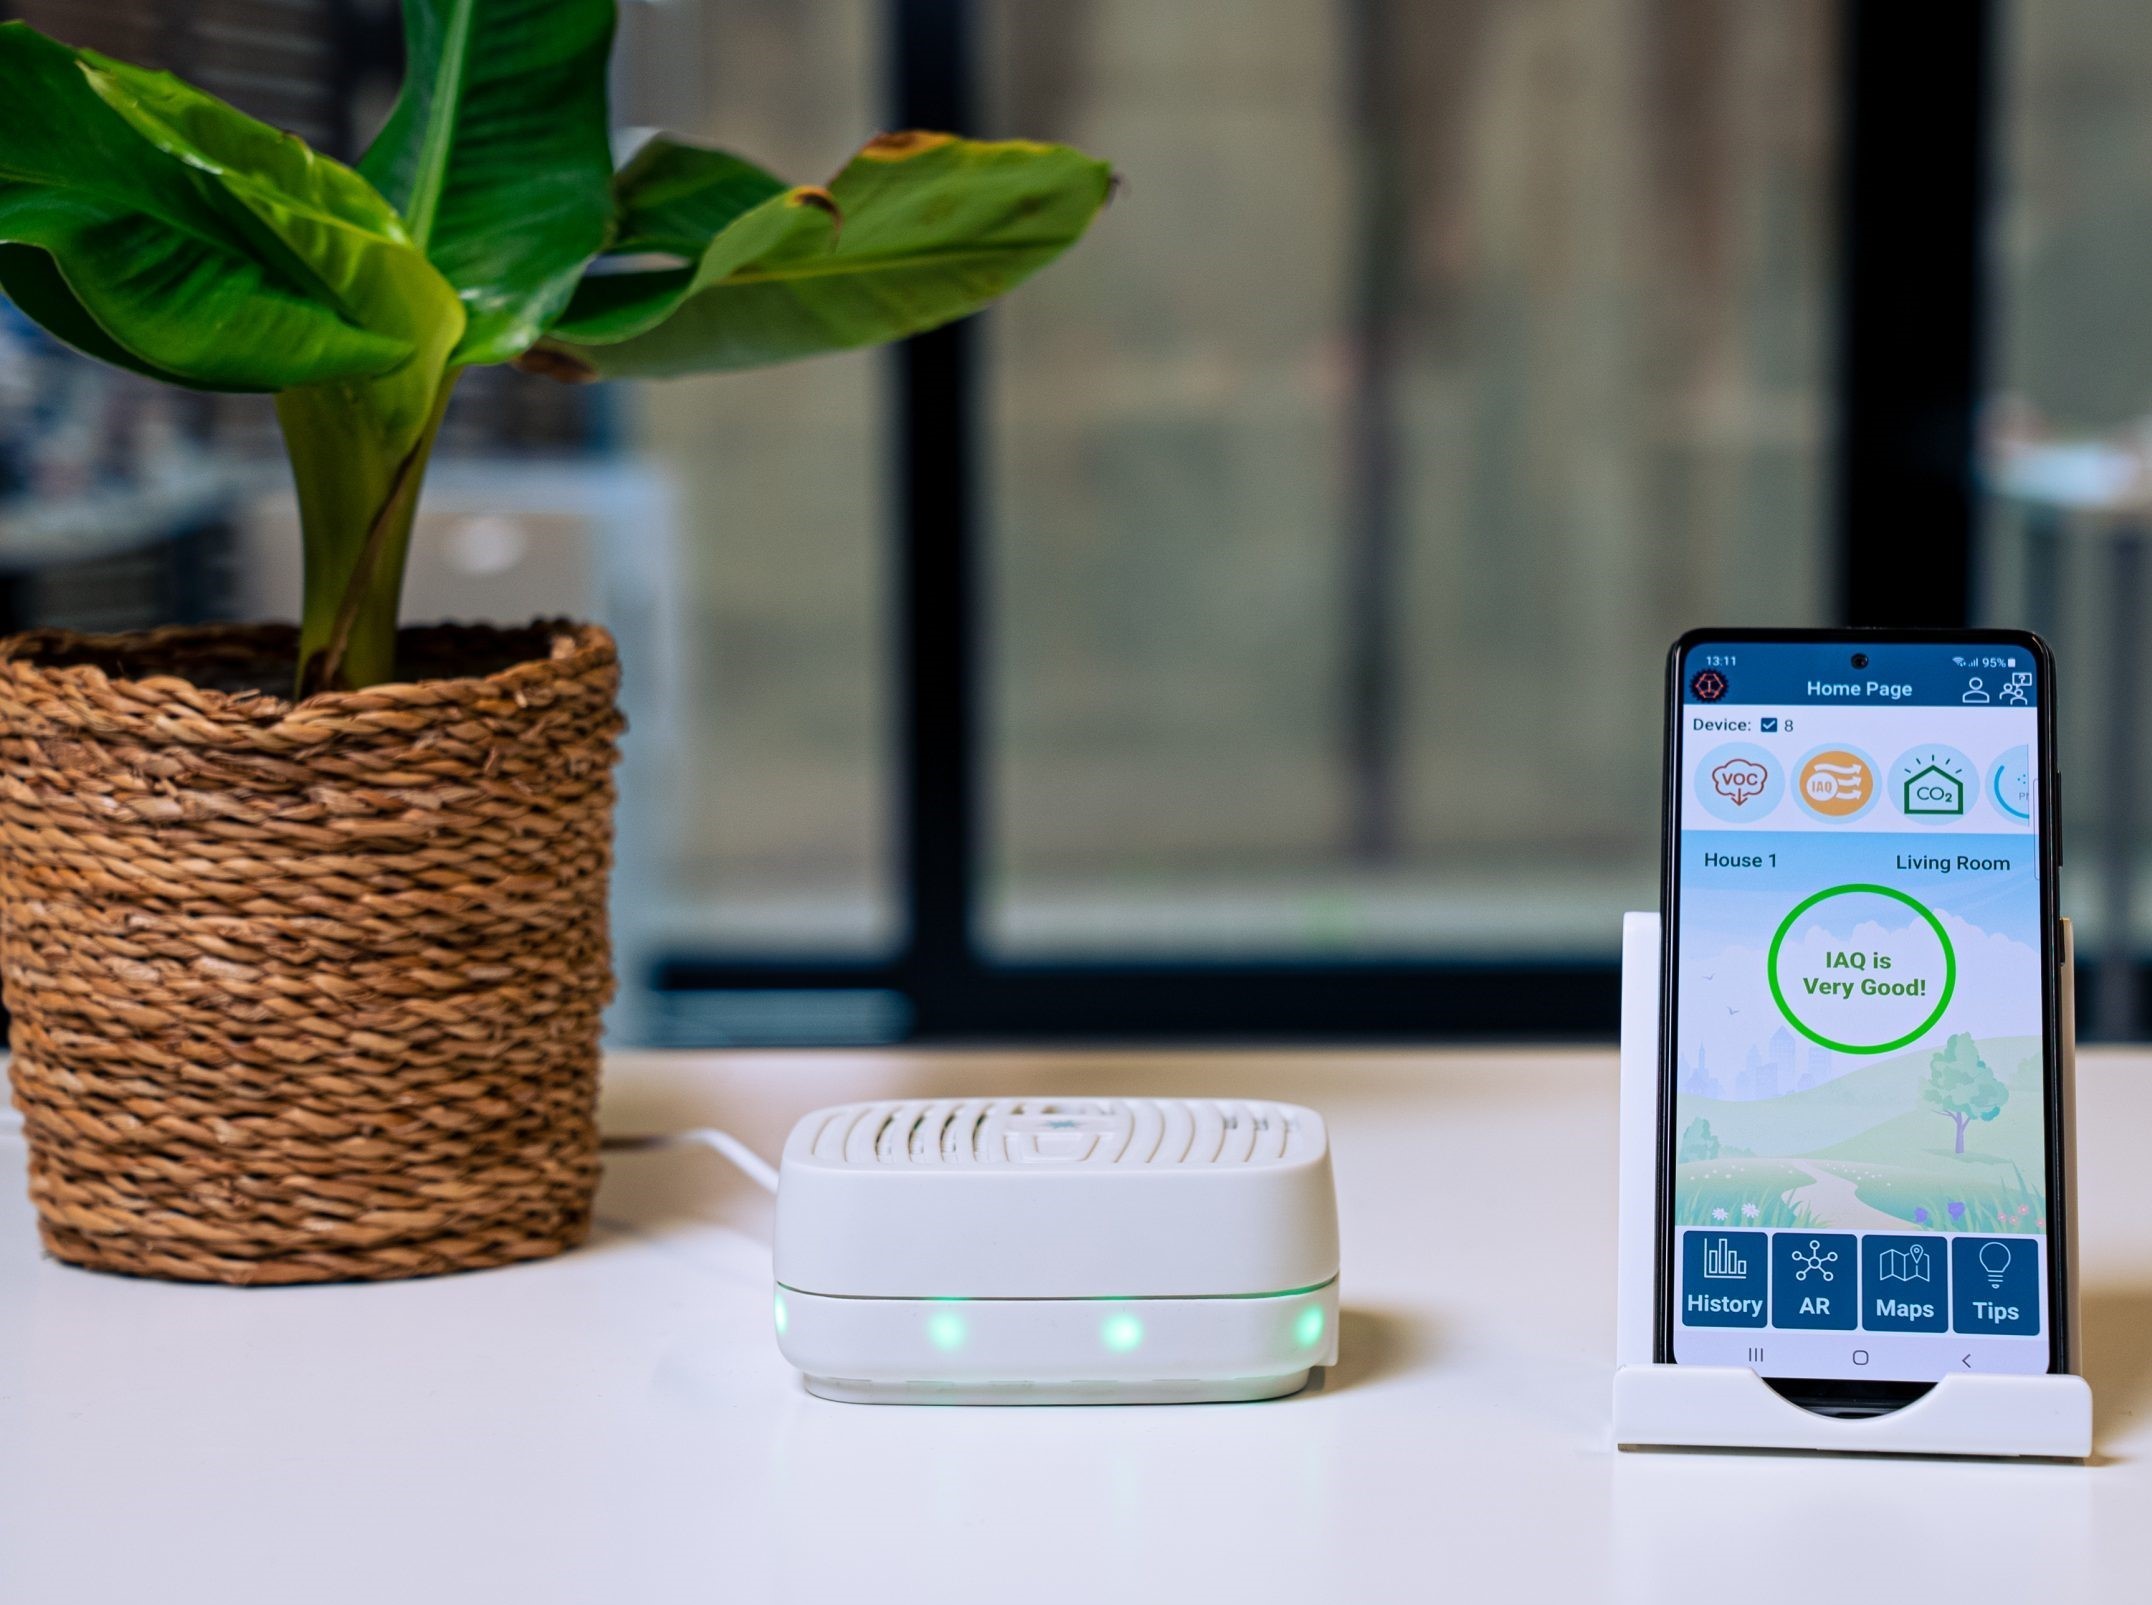 13:11
95%
Home Page
Device: 8
VOC
IAQ
CO2
House 1
Living Room
IAQ is
Very Good!
History
AR
Maps
Tips